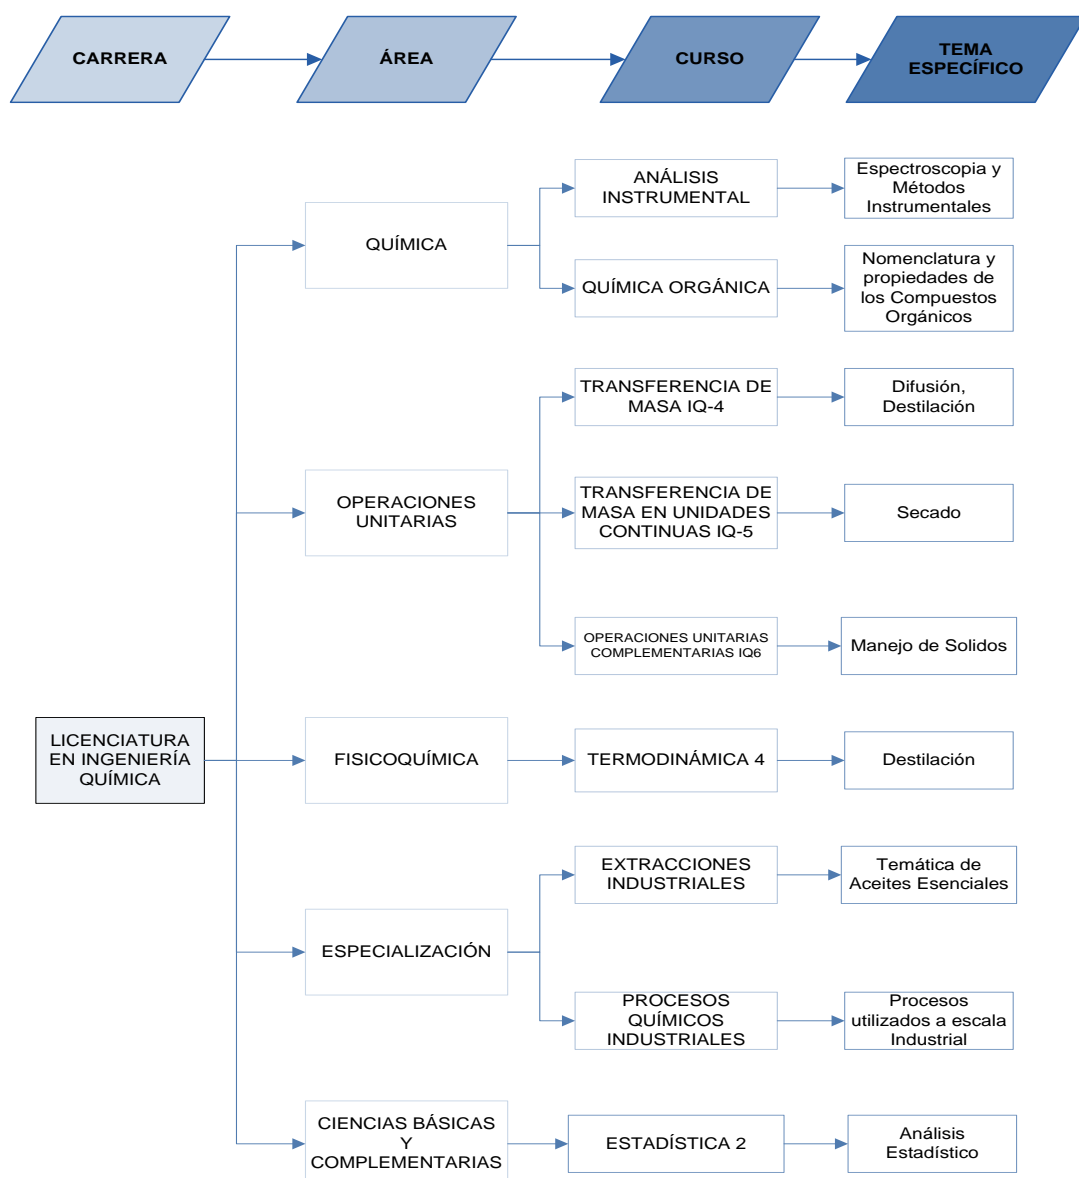 CARRERA
ÁREA
CURSO
TEMA
ESPECÍFICO
ANÁLISIS
INSTRUMENTAL
Espectroscopia y
Métodos
Instrumentales
QUÍMICA
QUÍMICA ORGÁNICA
Nomenclatura y
propiedades de
los Compuestos
Orgánicos
TRANSFERENCIA DE
MASA IQ-4
Difusión,
Destilación
OPERACIONES
UNITARIAS
TRANSFERENCIA DE
MASA EN UNIDADES
CONTINUAS IQ-5
Secado
OPERACIONES UNITARIAS
COMPLEMENTARIAS IQ6
Manejo de Solidos
LICENCIATURA
EN INGENIERÍA
QUÍMICA
FISICOQUÍMICA
TERMODINÁMICA 4
Destilación
EXTRACCIONES
INDUSTRIALES
Temática de
Aceites Esenciales
ESPECIALIZACIÓN
PROCESOS
QUÍMICOS
INDUSTRIALES
Procesos
utilizados a escala
Industrial
CIENCIAS BÁSICAS
Y
COMPLEMENTARIAS
ESTADÍSTICA 2
Análisis
Estadístico